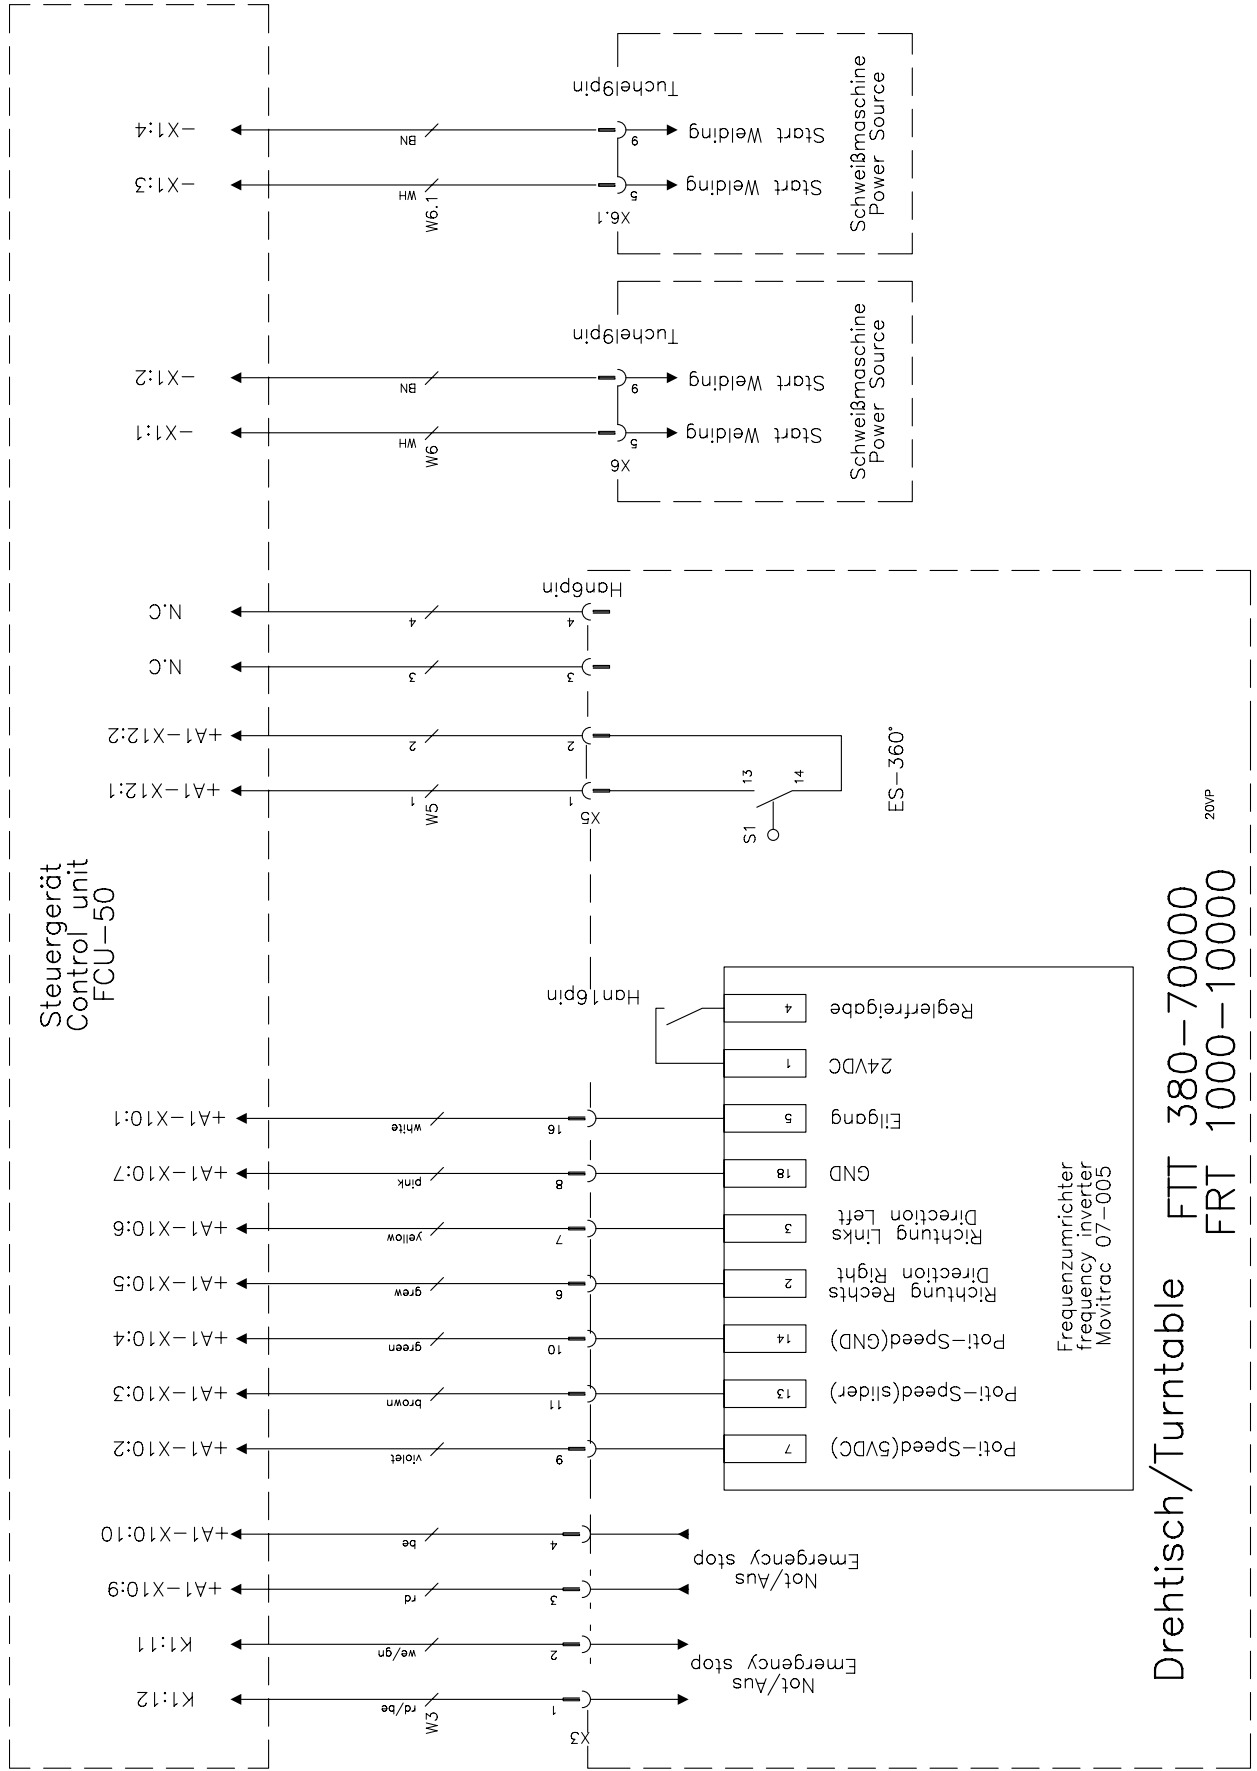 Steuergerät
Control unit
FCU-50
K1:12
rd/be
W3
1
X3
K1:11
we/gn
2
Not/Aus
Emergency stop
+A1-X10:9
rd
3
+A1-X10:10
be
4
Not/Aus
Emergency stop
+A1-X10:2
violet
9
7
Poti-Speed(5VDC)
+A1-X10:3
brown
11
13
Poti-Speed(slider)
+A1-X10:4
green
10
14
Poti-Speed(GND)
+A1-X10:5
grew
6
2
Richtung Rechts
Direction Right
+A1-X10:6
yellow
7
3
Richtung Links
Direction Left
+A1-X10:7
pink
8
18
GND
+A1-X10:1
white
16
5
Eilgang
1
24VDC
4
Reglerfreigabe
Han16pin
Frequenzumrichter
frequency inverter
Movitrac 07-005
+A1-X12:1
1
W5
1
X5
+A1-X12:2
2
2
N.C
3
3
N.C
4
4
Han6pin
S1
13
14
ES-360°
-X1:1
WH
W6
5
X6
Start Welding
-X1:2
BN
9
Start Welding
Tuchel9pin
Schweißmaschine
Power Source
-X1:3
WH
W6.1
5
X6.1
Start Welding
-X1:4
BN
9
Start Welding
Tuchel9pin
Schweißmaschine
Power Source
Drehtisch/Turntable FTT 380-70000
FRT 1000-10000
20VP